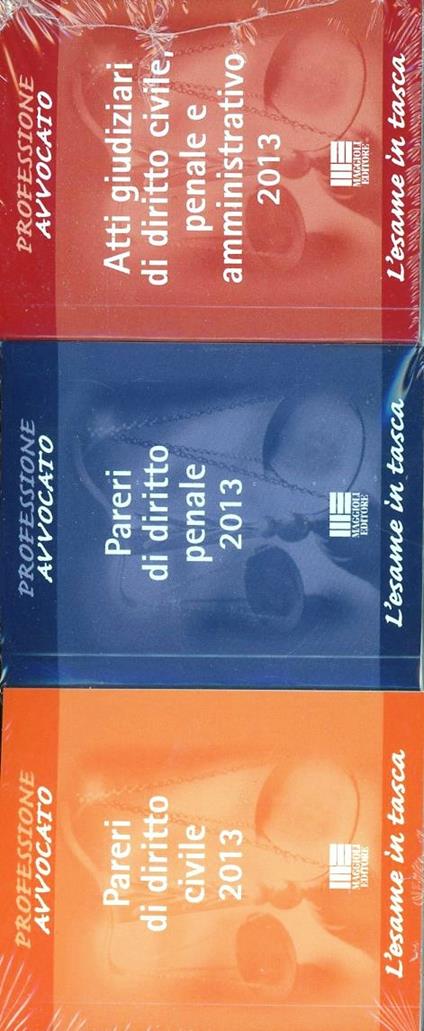 PROFESSIONE
AVVOCATO
Atti giudiziari
di diritto civile,
penale e
amministrativo
2013
MAGGIOLI
EDITORE
L'esame in tasca
PROFESSIONE
AVVOCATO
Pareri
di diritto
penale
2013
MAGGIOLI
EDITORE
L'esame in tasca
PROFESSIONE
AVVOCATO
Pareri
di diritto
civile
2013
MAGGIOLI
EDITORE
L'esame in tasca